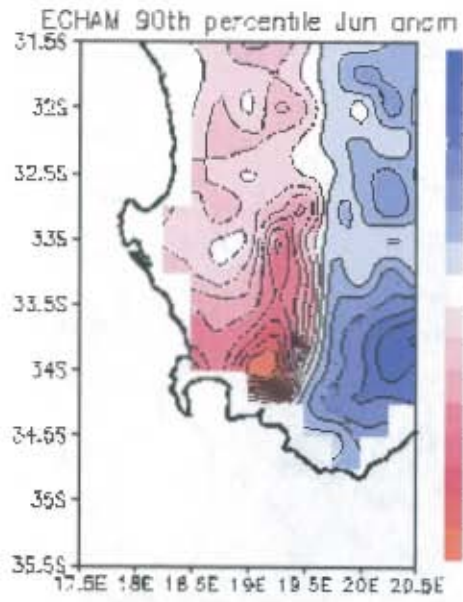 ECHAM 90th percentile Jun anom
31.5S
32S
32.5S
33S
33.5S
34S
34.5S
35S
35.5S
17.5E 18E 18.5E 19E 19.5E 20E 20.5E